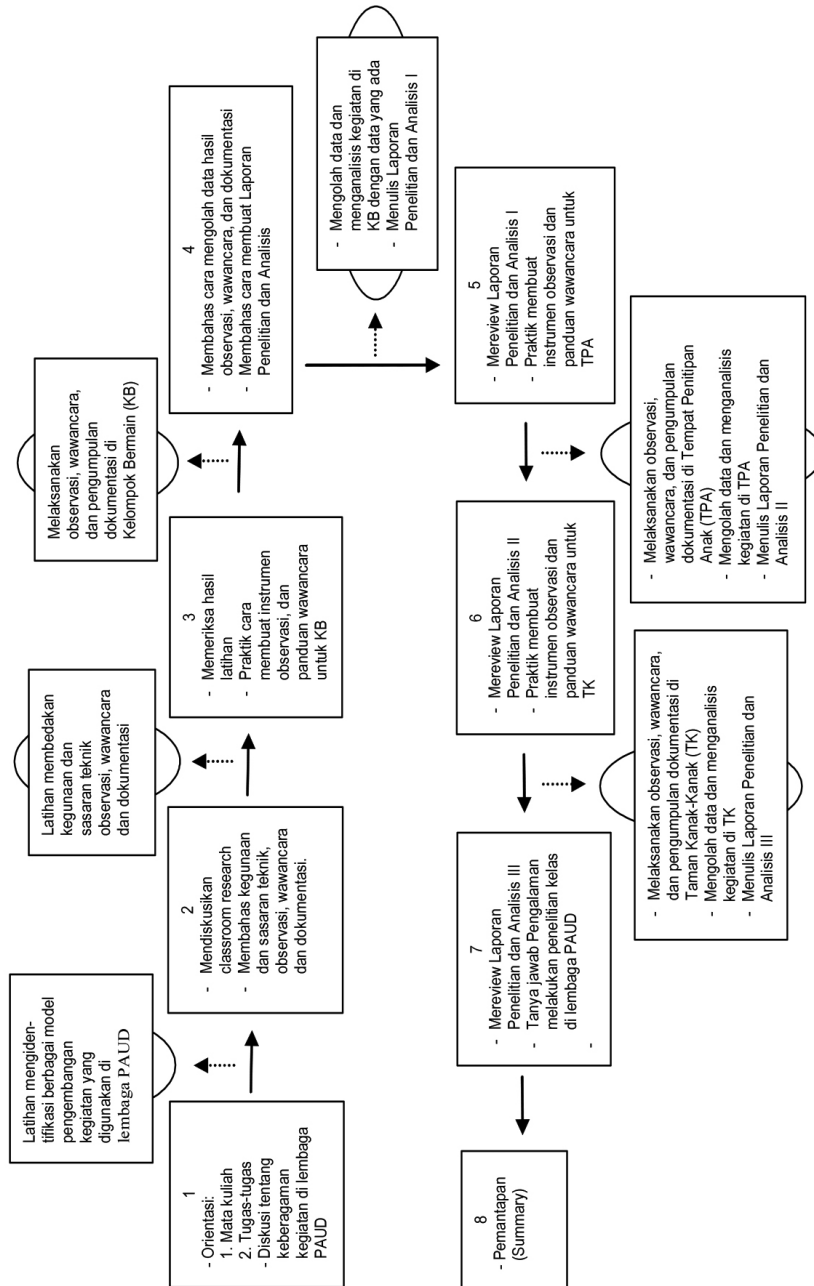 1
- Orientasi:
1. Mata kuliah
2. Tugas-tugas
- Diskusi tentang
keberagaman
kegiatan di lembaga
PAUD
Latihan mengiden-
tifikasi berbagai model
pengembangan
kegiatan yang
digunakan di
lembaga PAUD
2
- Mendiskusikan
classroom research
- Membahas kegunaan
dan sasaran teknik,
observasi, wawancara
dan dokumentasi.
Latihan membedakan
kegunaan dan
sasaran teknik
observasi, wawancara
dan dokumentasi
3
- Memeriksa hasil
latihan
- Praktik cara
membuat instrumen
observasi, dan
panduan wawancara
untuk KB
Melaksanakan
observasi, wawancara,
dan pengumpulan
dokumentasi di
Kelompok Bermain (KB)
4
- Membahas cara mengolah data hasil
observasi, wawancara, dan dokumentasi
- Membahas cara membuat Laporan
Penelitian dan Analisis
- Mengolah data dan
menganalisis kegiatan di
KB dengan data yang ada
- Menulis Laporan
Penelitian dan Analisis I
5
- Mereview Laporan
Penelitian dan Analisis I
- Praktik membuat
instrumen observasi dan
panduan wawancara untuk
TPA
- Melaksanakan observasi,
wawancara, dan pengumpulan
dokumentasi di Tempat Penitipan
Anak (TPA)
- Mengolah data dan menganalisis
kegiatan di TPA
- Menulis Laporan Penelitian dan
Analisis II
6
- Mereview Laporan
Penelitian dan Analisis II
- Praktik membuat
instrumen observasi dan
panduan wawancara untuk
TK
- Melaksanakan observasi, wawancara,
dan pengumpulan dokumentasi di
Taman Kanak-Kanak (TK)
- Mengolah data dan menganalisis
kegiatan di TK
- Menulis Laporan Penelitian dan
Analisis III
7
- Mereview Laporan
Penelitian dan Analisis III
- Tanya jawab Pengalaman
melakukan penelitian kelas
di lembaga PAUD
-
8
- Pemantapan
(Summary)